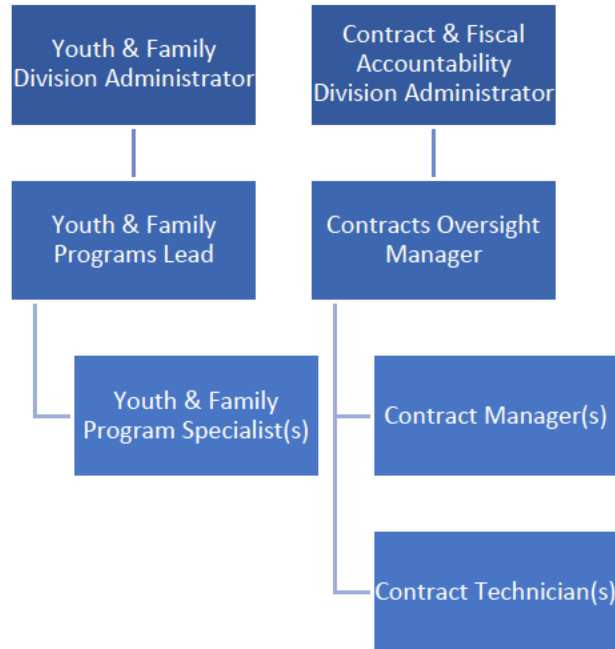 Youth & Family
Division Administrator
Contract & Fiscal
Accountability
Division Administrator
Youth & Family
Programs Lead
Contracts Oversight
Manager
Youth & Family
Program Specialist(s)
Contract Manager(s)
Contract Technician(s)